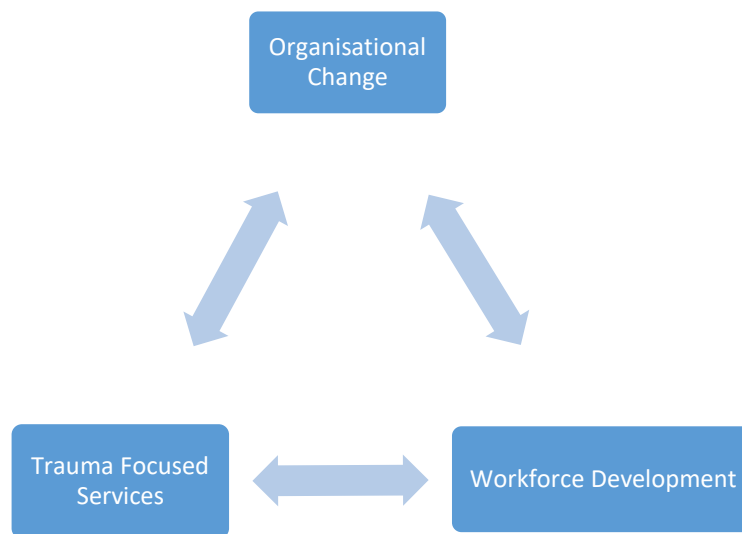 Organisational
Change
Trauma Focused
Services
Workforce Development